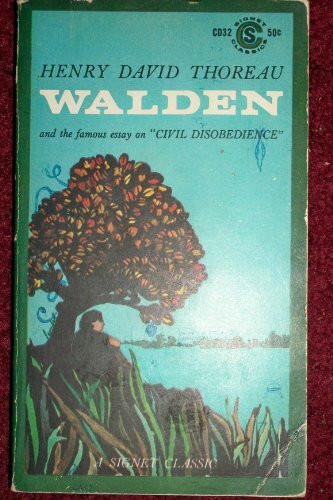 SIGNET CLASSICS
CD32 50¢
HENRY DAVID THOREAU
WALDEN
and the famous essay on "CIVIL DISOBEDIENCE"
A SIGNET CLASSIC